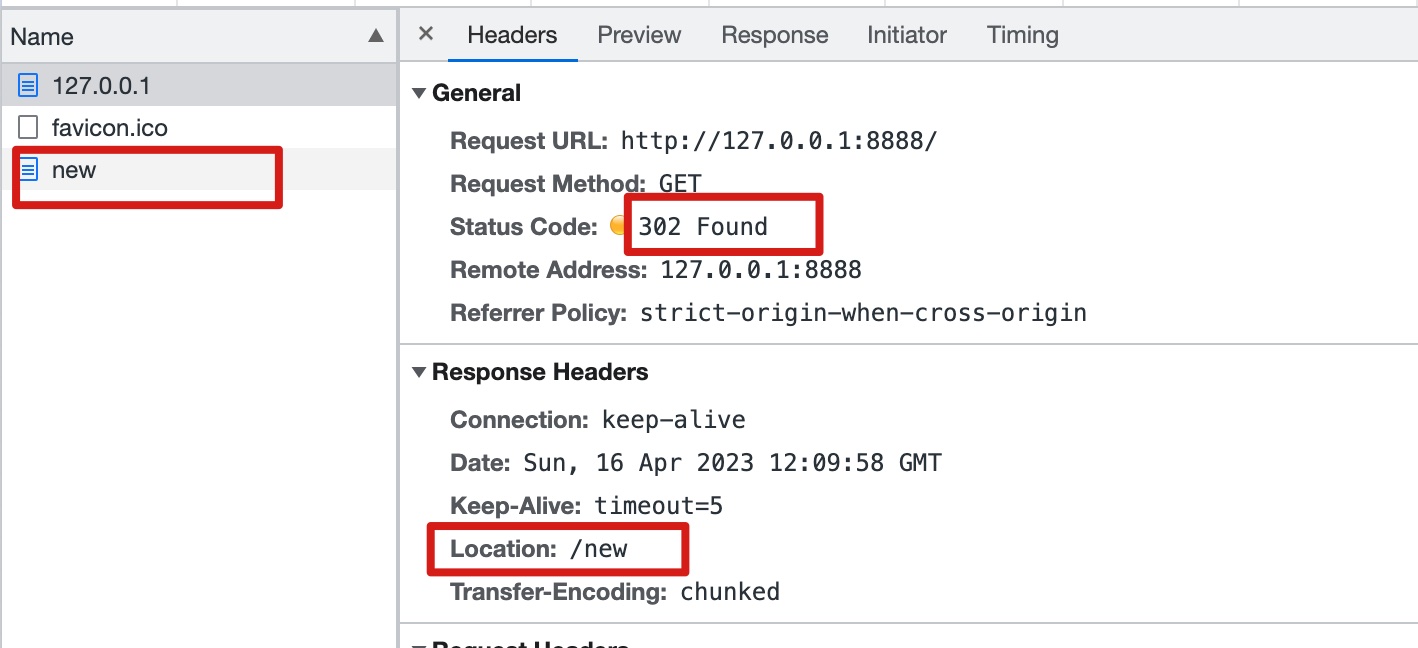 Name
127.0.0.1
favicon.ico
new
× Headers Preview Response Initiator Timing
General
Request URL: http://127.0.0.1:8888/
Request Method: GET
Status Code: 302 Found
Remote Address: 127.0.0.1:8888
Referrer Policy: strict-origin-when-cross-origin
Response Headers
Connection: keep-alive
Date: Sun, 16 Apr 2023 12:09:58 GMT
Keep-Alive: timeout=5
Location: /new
Transfer-Encoding: chunked
Request Headers